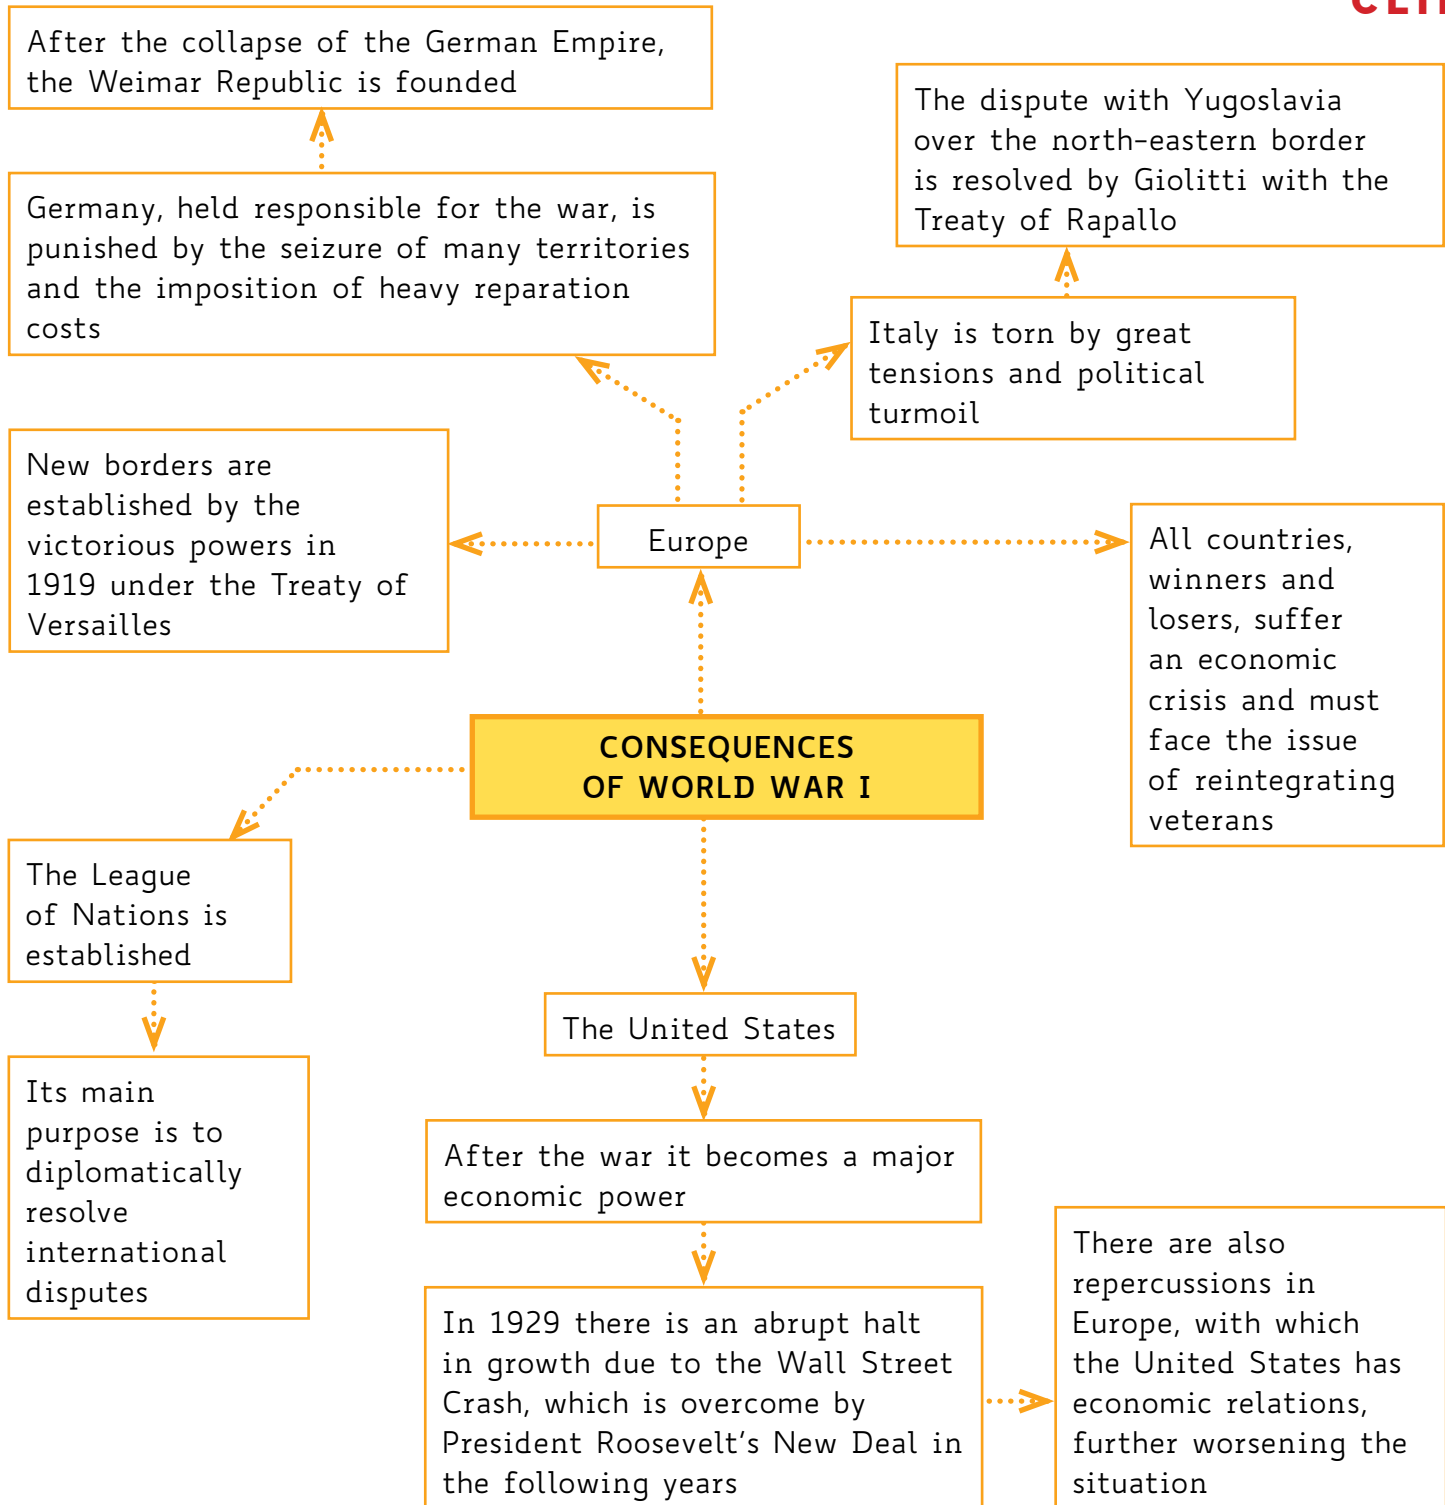 After the collapse of the German Empire,
the Weimar Republic is founded
The dispute with Yugoslavia
over the north-eastern border
is resolved by Giolitti with the
Treaty of Rapallo
Germany, held responsible for the war, is
punished by the seizure of many territories
and the imposition of heavy reparation
costs
Italy is torn by great
tensions and political
turmoil
New borders are
established by the
victorious powers in
1919 under the Treaty of
Versailles
Europe
All countries,
winners and
losers, suffer
an economic
crisis and must
face the issue
of reintegrating
veterans
CONSEQUENCES
OF WORLD WAR I
The League
of Nations is
established
The United States
Its main
purpose is to
diplomatically
resolve
international
disputes
After the war it becomes a major
economic power
In 1929 there is an abrupt halt
in growth due to the Wall Street
Crash, which is overcome by
President Roosevelt's New Deal in
the following years
There are also
repercussions in
Europe, with which
the United States has
economic relations,
further worsening the
situation